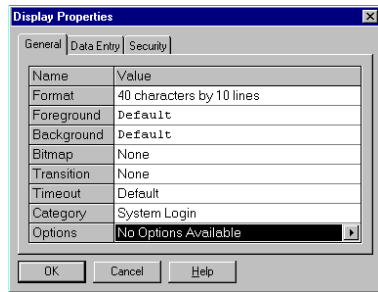 Display Properties
General Data Entry Security
Name Value
Format 40 characters by 10 lines
Foreground Default
Background Default
Bitmap None
Transition None
Timeout Default
Category System Login
Options No Options Available
OK Cancel Help